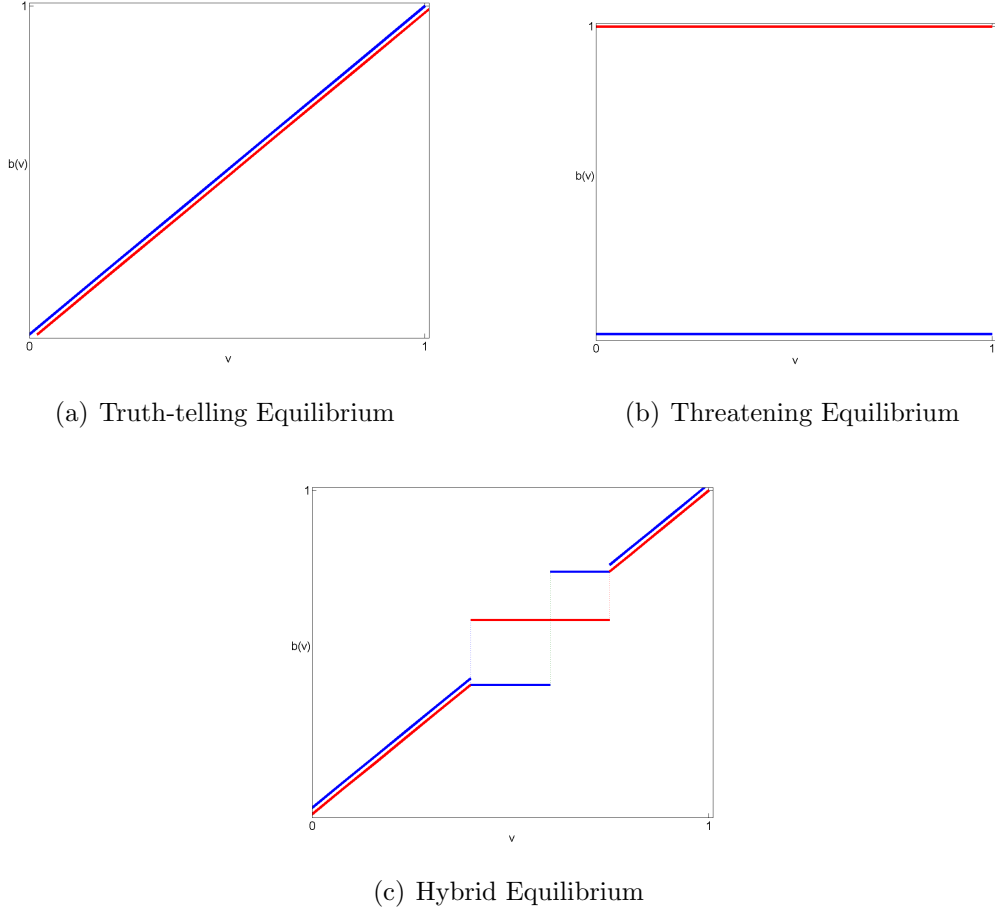 1
b(v)
0
v
1
(a) Truth-telling Equilibrium
1
b(v)
0
v
1
(b) Threatening Equilibrium
1
b(v)
0
v
1
(c) Hybrid Equilibrium